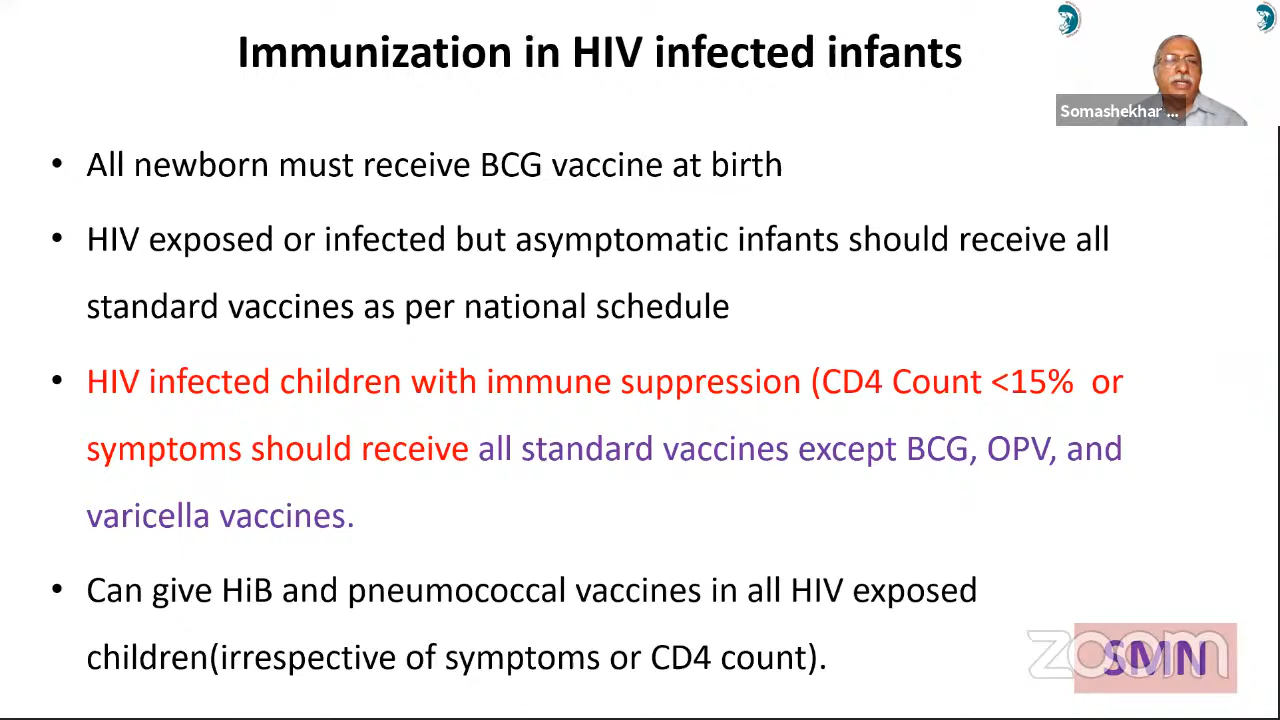 Immunization in HIV infected infants
Somashekhar ...
• All newborn must receive BCG vaccine at birth
• HIV exposed or infected but asymptomatic infants should receive all
standard vaccines as per national schedule
• HIV infected children with immune suppression (CD4 Count <15% or
symptoms should receive all standard vaccines except BCG, OPV, and
varicella vaccines.
• Can give HiB and pneumococcal vaccines in all HIV exposed
children(irrespective of symptoms or CD4 count).
zoom
SMN